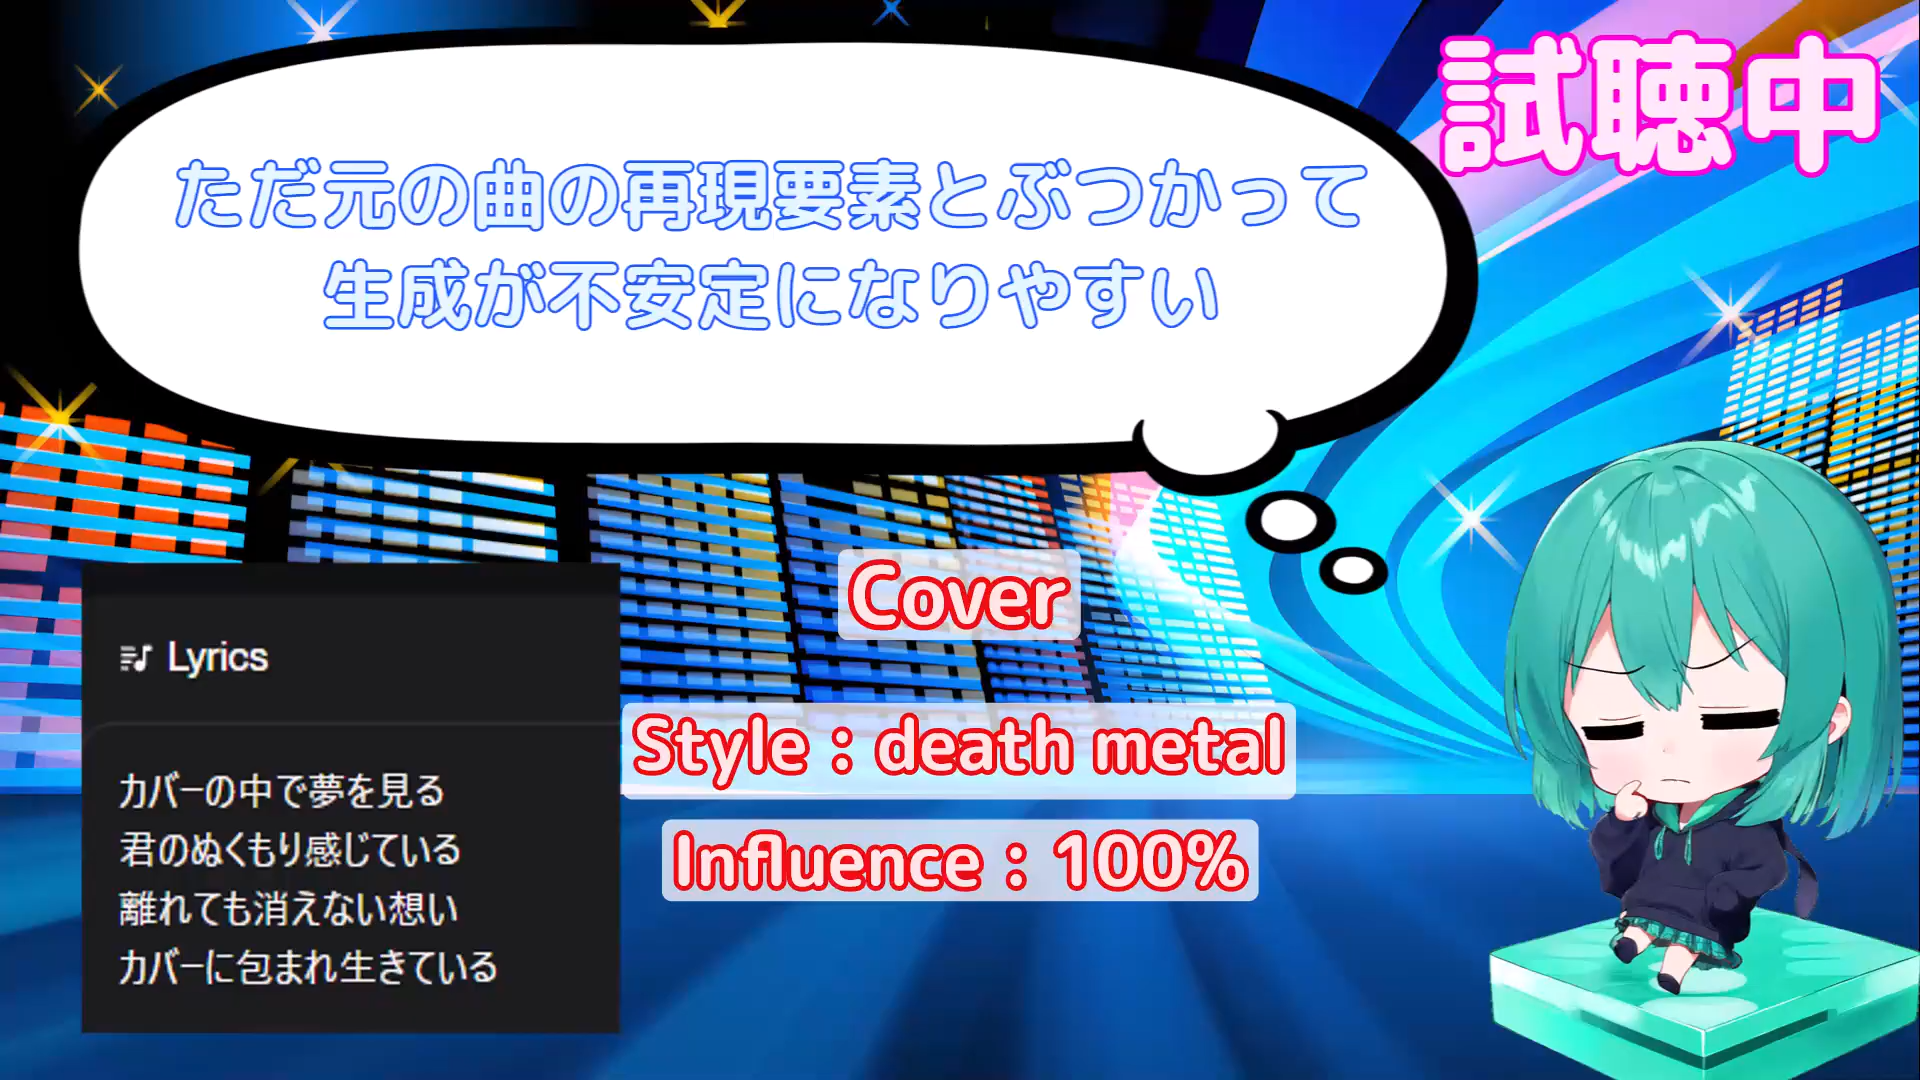 試聴中
ただ元の曲の再現要素とぶつかって
生成が不安定になりやすい
Cover
Style：death metal
Influence：100%
Lyrics
カバーの中で夢を見る
君のぬくもり感じている
離れても消えない想い
カバーに包まれ生きている